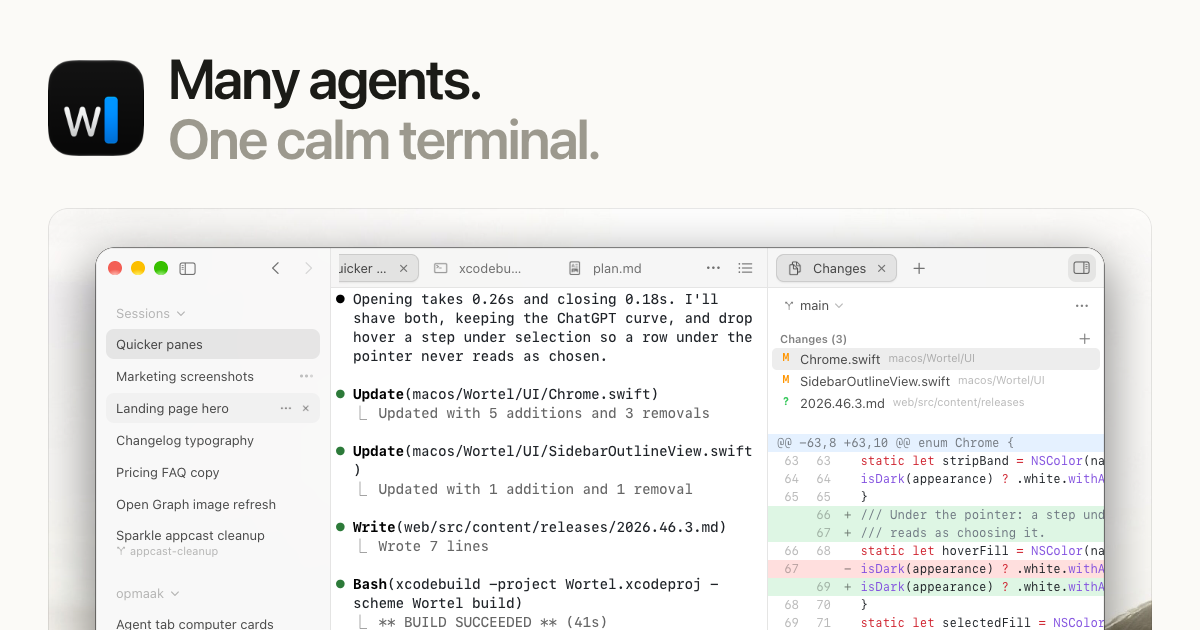 W
Many agents.
One calm terminal.
Sessions
Quicker panes
Marketing screenshots
Landing page hero
Changelog typography
Pricing FAQ copy
Open Graph image refresh
Sparkle appcast cleanup
appcast-cleanup
opmaak
Agent tab computer cards
uicker ...
xcodebu...
plan.md
Opening takes 0.26s and closing 0.18s. I'll
shave both, keeping the ChatGPT curve, and drop
hover a step under selection so a row under the
pointer never reads as chosen.
Update(macos/Wortel/UI/Chrome.swift)
Updated with 5 additions and 3 removals
Update(macos/Wortel/UI/SidebarOutlineView.swift
)
Updated with 1 addition and 1 removal
Write(web/src/content/releases/2026.46.3.md)
Wrote 7 lines
Bash(xcodebuild -project Wortel.xcodeproj -
scheme Wortel build)
** BUILD SUCCEEDED ** (41s)
Changes
main
Changes (3)
M Chrome.swift macos/Wortel/UI
M SidebarOutlineView.swift macos/Wortel/UI
? 2026.46.3.md web/src/content/releases
@@ -63,8 +63,10 @@ enum Chrome {
63 63 static let stripBand = NSColor(na
64 64 isDark(appearance) ? .white.withA
65 65 }
66 + /// Under the pointer: a step und
67 + /// reads as choosing it.
66 68 static let hoverFill = NSColor(na
67 - isDark(appearance) ? .white.withA
69 + isDark(appearance) ? .white.withA
68 70 }
69 71 static let selectedFill = NSColor